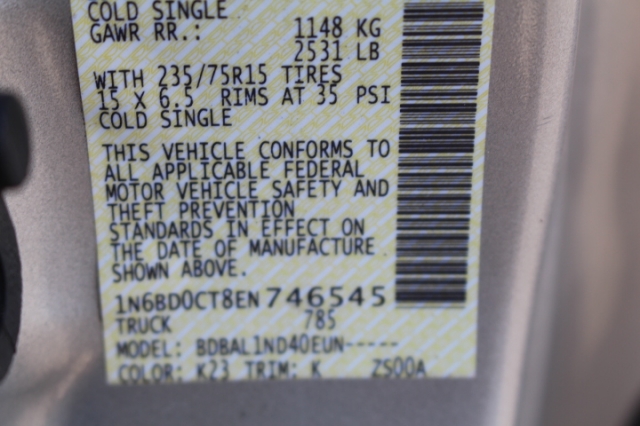 COLD SINGLE
GAWR RR.: 1148 KG
2531 LB
WITH 235/75R15 TIRES
15 X 6.5 RIMS AT 35 PSI
COLD SINGLE
THIS VEHICLE CONFORMS TO
ALL APPLICABLE FEDERAL
MOTOR VEHICLE SAFETY AND
THEFT PREVENTION
STANDARDS IN EFFECT ON
THE DATE OF MANUFACTURE
SHOWN ABOVE.
1N6BD0CT8EN746545
TRUCK 785
MODEL: BDBAL1ND40EUN-----
COLOR: K23 TRIM: K ZS00A